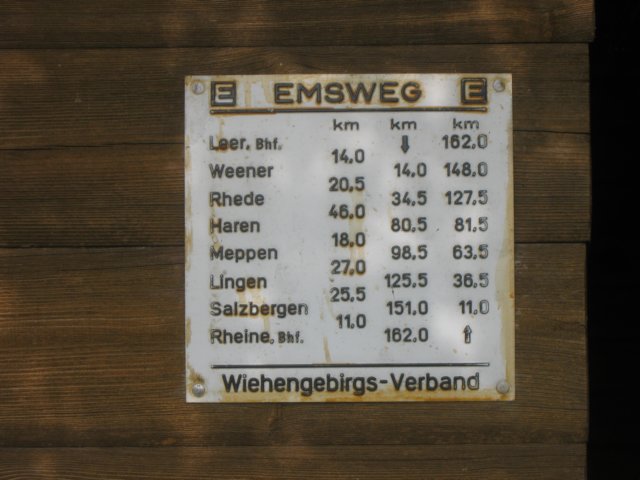 E EMSWEG E
km km km
Leer, Bhf. ↓ 162.0
14.0
Weener 14.0 148.0
20.5
Rhede 34.5 127.5
46.0
Haren 80.5 81.5
18.0
Meppen 98.5 63.5
27.0
Lingen 125.5 36.5
25.5
Salzbergen 151.0 11.0
11.0
Rheine, Bhf. 162.0 ↑
Wiehengebirgs-Verband